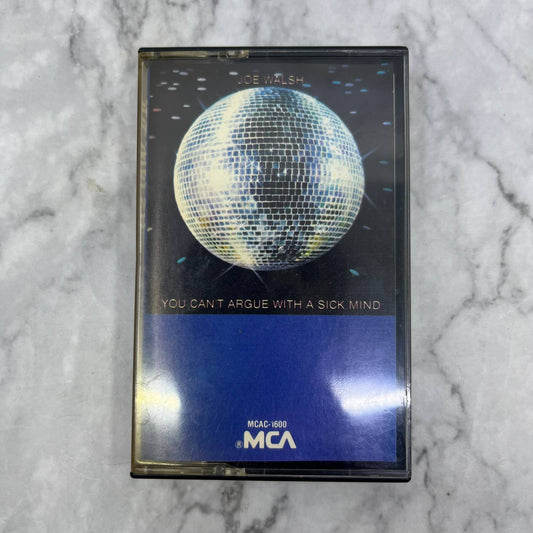 JOE WALSH
YOU CAN'T ARGUE WITH A SICK MIND
MCAC-1600
®MCA